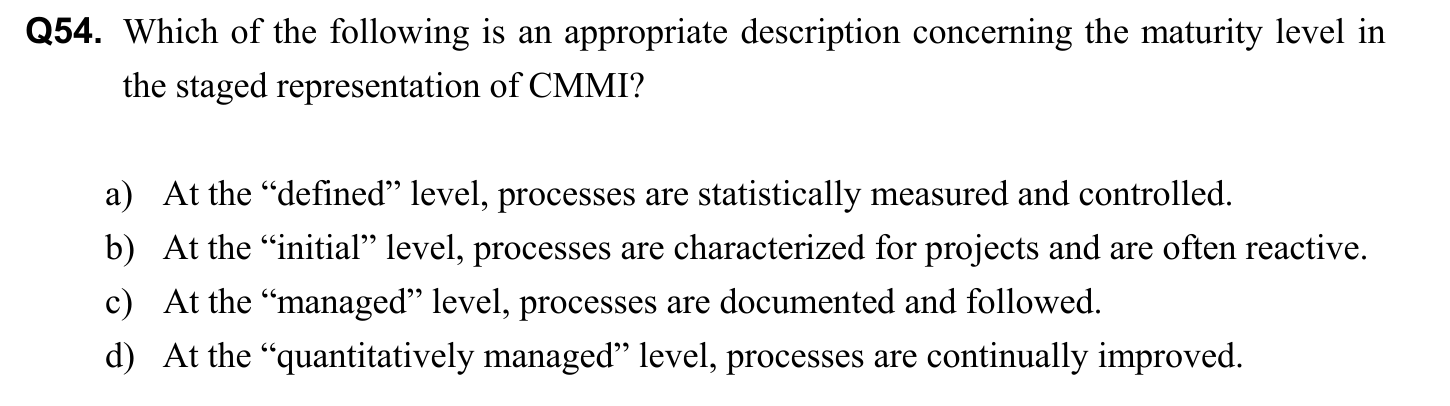 Q54. Which of the following is an appropriate description concerning the maturity level in
the staged representation of CMMI?
a) At the “defined” level, processes are statistically measured and controlled.
b) At the “initial” level, processes are characterized for projects and are often reactive.
c) At the “managed” level, processes are documented and followed.
d) At the “quantitatively managed” level, processes are continually improved.